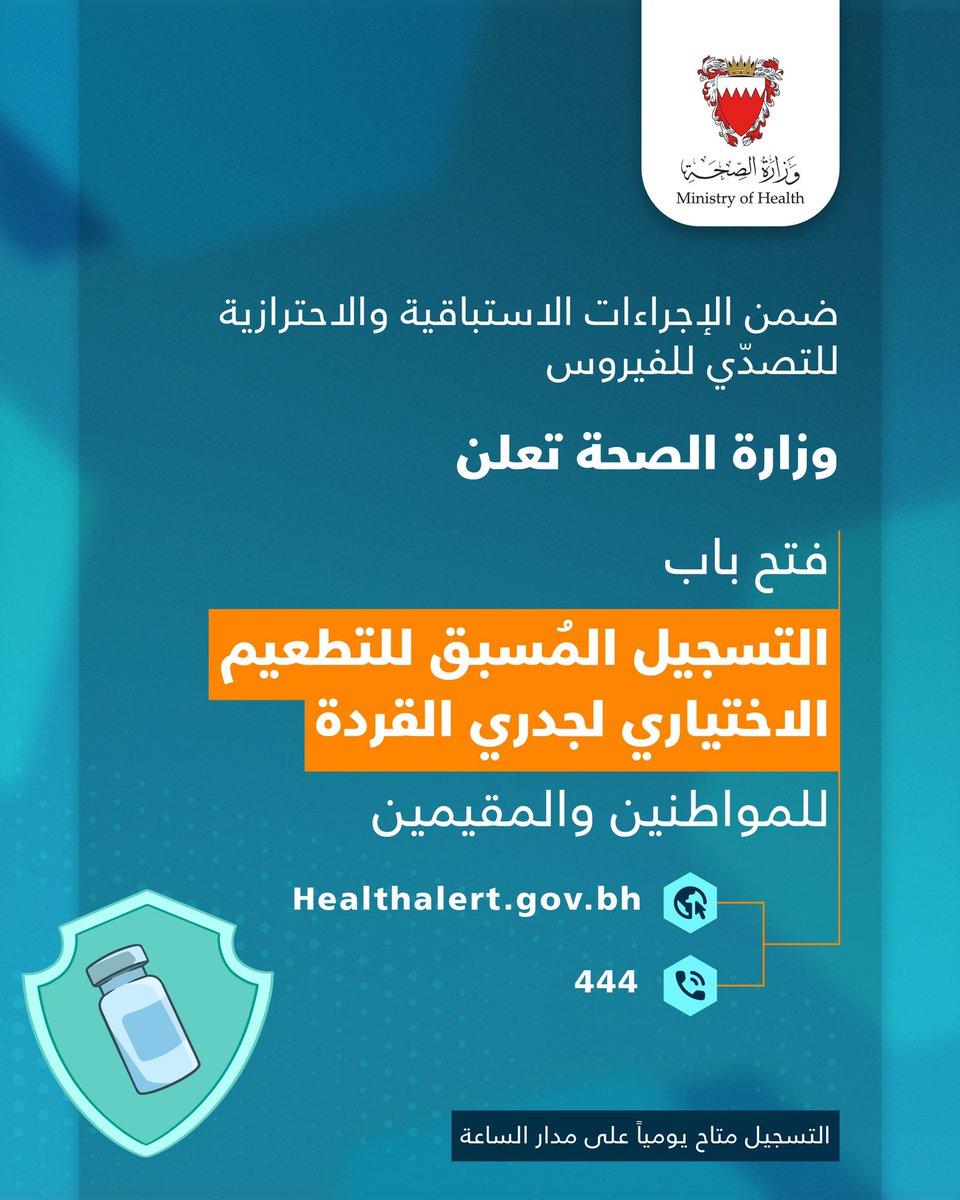 وزارة الصحة
Ministry of Health
ضمن الإجراءات الاستباقية والاحترازية
للتصدّي للفيروس
وزارة الصحة تعلن
فتح باب
التسجيل المُسبق للتطعيم
الاختياري لجدري القردة
للمواطنين والمقيمين
Healthalert.gov.bh
444
التسجيل متاح يومياً على مدار الساعة